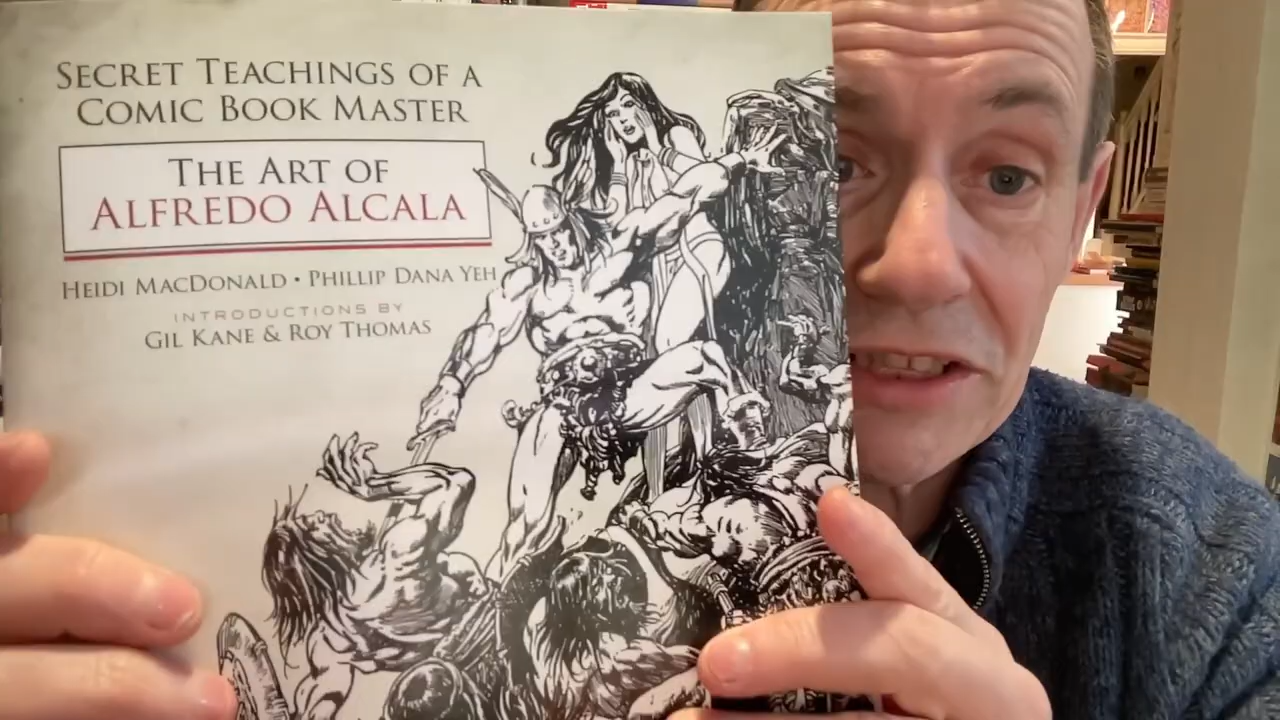 SECRET TEACHINGS OF A
COMIC BOOK MASTER
THE ART OF
ALFREDO ALCALA
HEIDI MACDONALD • PHILLIP DANA YEH
INTRODUCTIONS BY
GIL KANE & ROY THOMAS